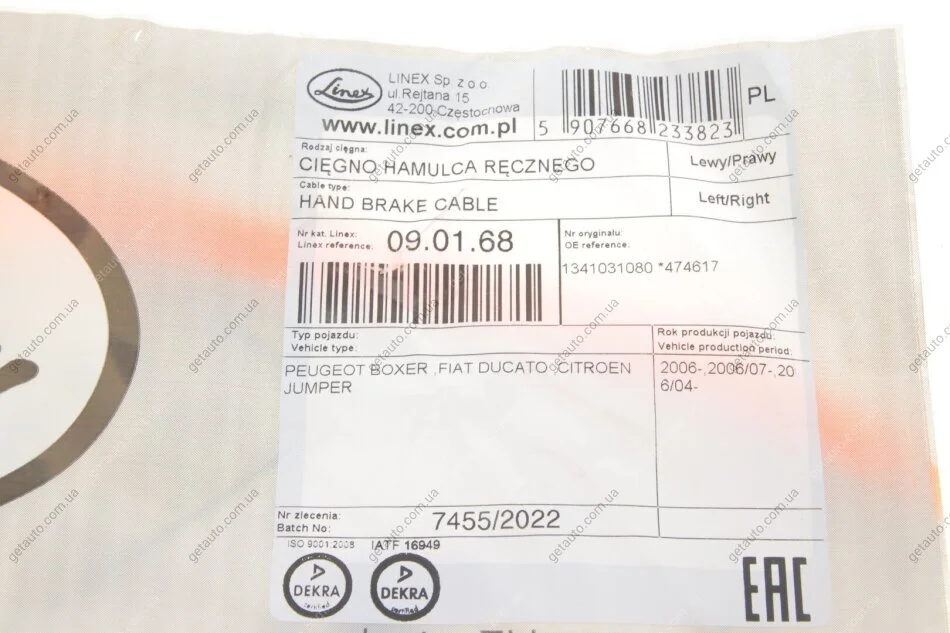 Linex
LINEX Sp. z o.o.
ul.Rejtana 15
42-200 Częstochowa
www.linex.com.pl
5 907668 233823
PL
Rodzaj cięgna:
CIĘGNO HAMULCA RĘCZNEGO
Lewy/Prawy
Cable type:
HAND BRAKE CABLE
Left/Right
Nr kat. Linex:
Linex reference:
09.01.68
Nr oryginału:
OE reference:
1341031080 *474617
Typ pojazdu:
Vehicle type:
Rok produkcji pojazdu:
Vehicle production period:
PEUGEOT BOXER ,FIAT DUCATO ,CITROEN
JUMPER
2006-,2006/07-,20
6/04-
Nr zlecenia:
Batch No:
7455/2022
ISO 9001:2008
IATF 16949
DEKRA
certified
DEKRA
certified
EAC
getauto.com.ua